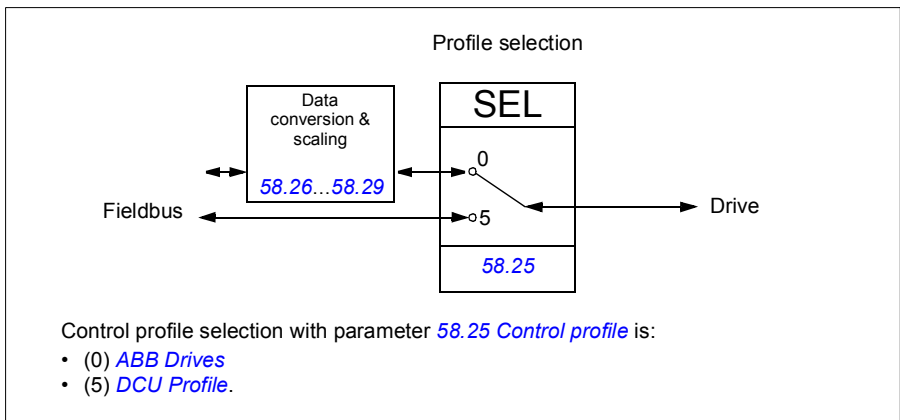 Profile selection
Data
conversion &
scaling
58.26...58.29
SEL
0
5
58.25
Fieldbus
Drive
Control profile selection with parameter 58.25 Control profile is:
• (0) ABB Drives
• (5) DCU Profile.